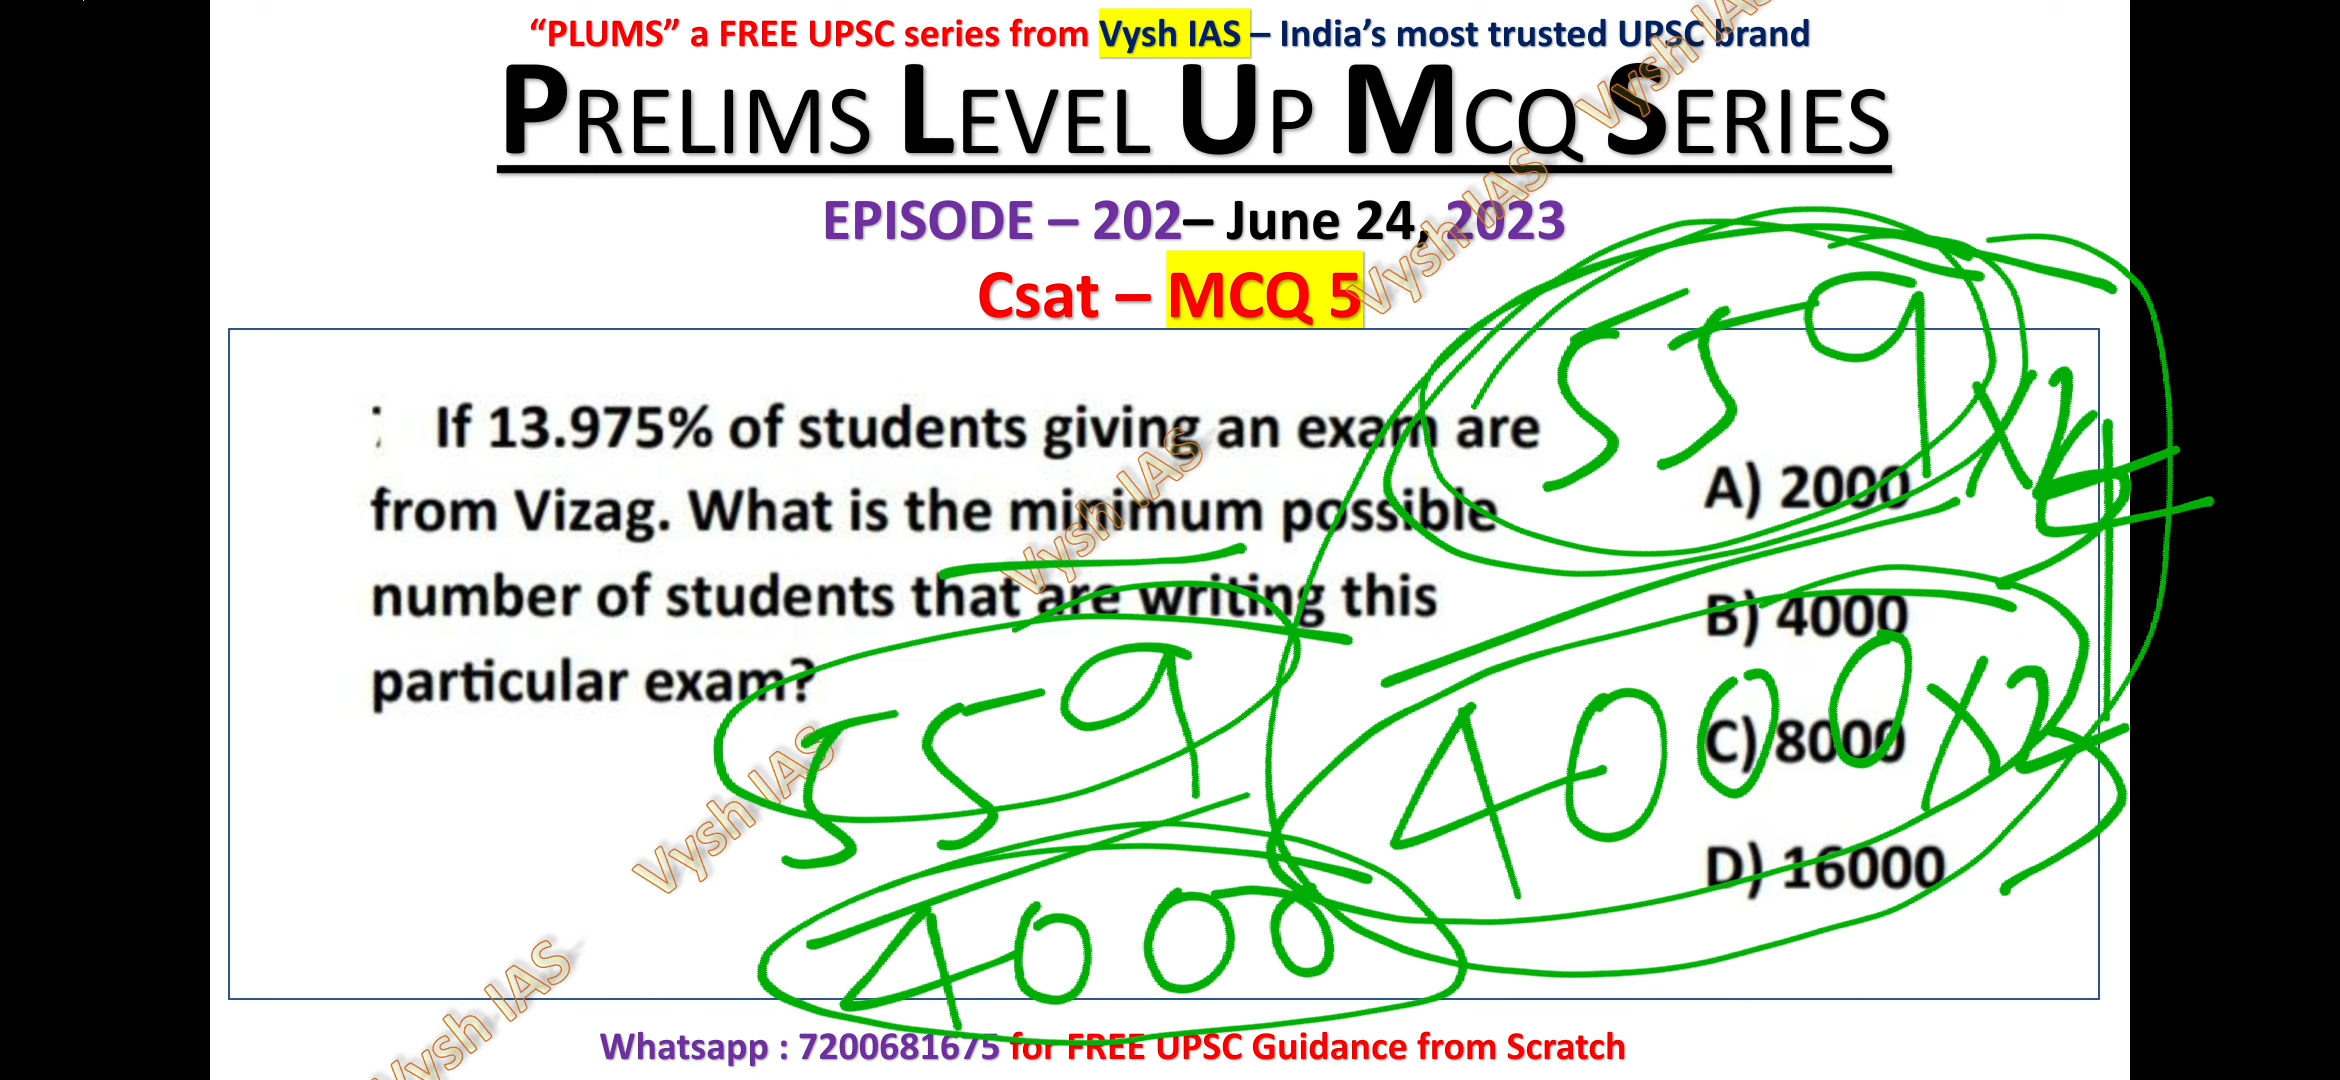 “PLUMS” a FREE UPSC series from Vysh IAS – India’s most trusted UPSC brand
PRELIMS LEVEL UP MCQ SERIES
EPISODE – 202– June 24, 2023
Csat – MCQ 5
If 13.975% of students giving an exam are
from Vizag. What is the minimum possible
number of students that are writing this
particular exam?
A) 2000
B) 4000
C) 8000
D) 16000
559
4000
559 x
4000 x 2
Whatsapp : 7200681675 for FREE UPSC Guidance from Scratch
Vysh IAS
Vysh IAS
Vysh IAS
Vysh IAS
Vysh IAS